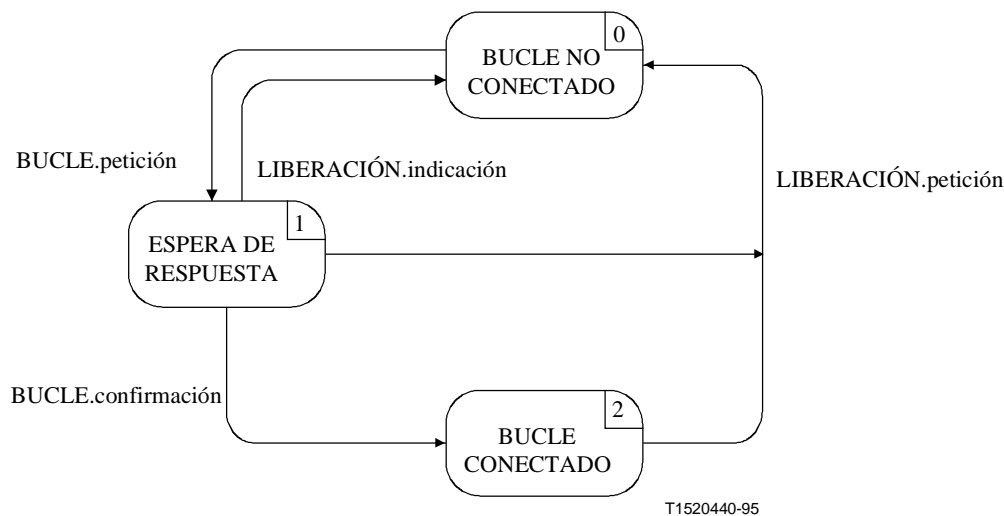 0
BUCLE NO
CONECTADO
BUCLE.petición
LIBERACIÓN.indicación
LIBERACIÓN.petición
1
ESPERA DE
RESPUESTA
BUCLE.confirmación
2
BUCLE
CONECTADO
T1520440-95